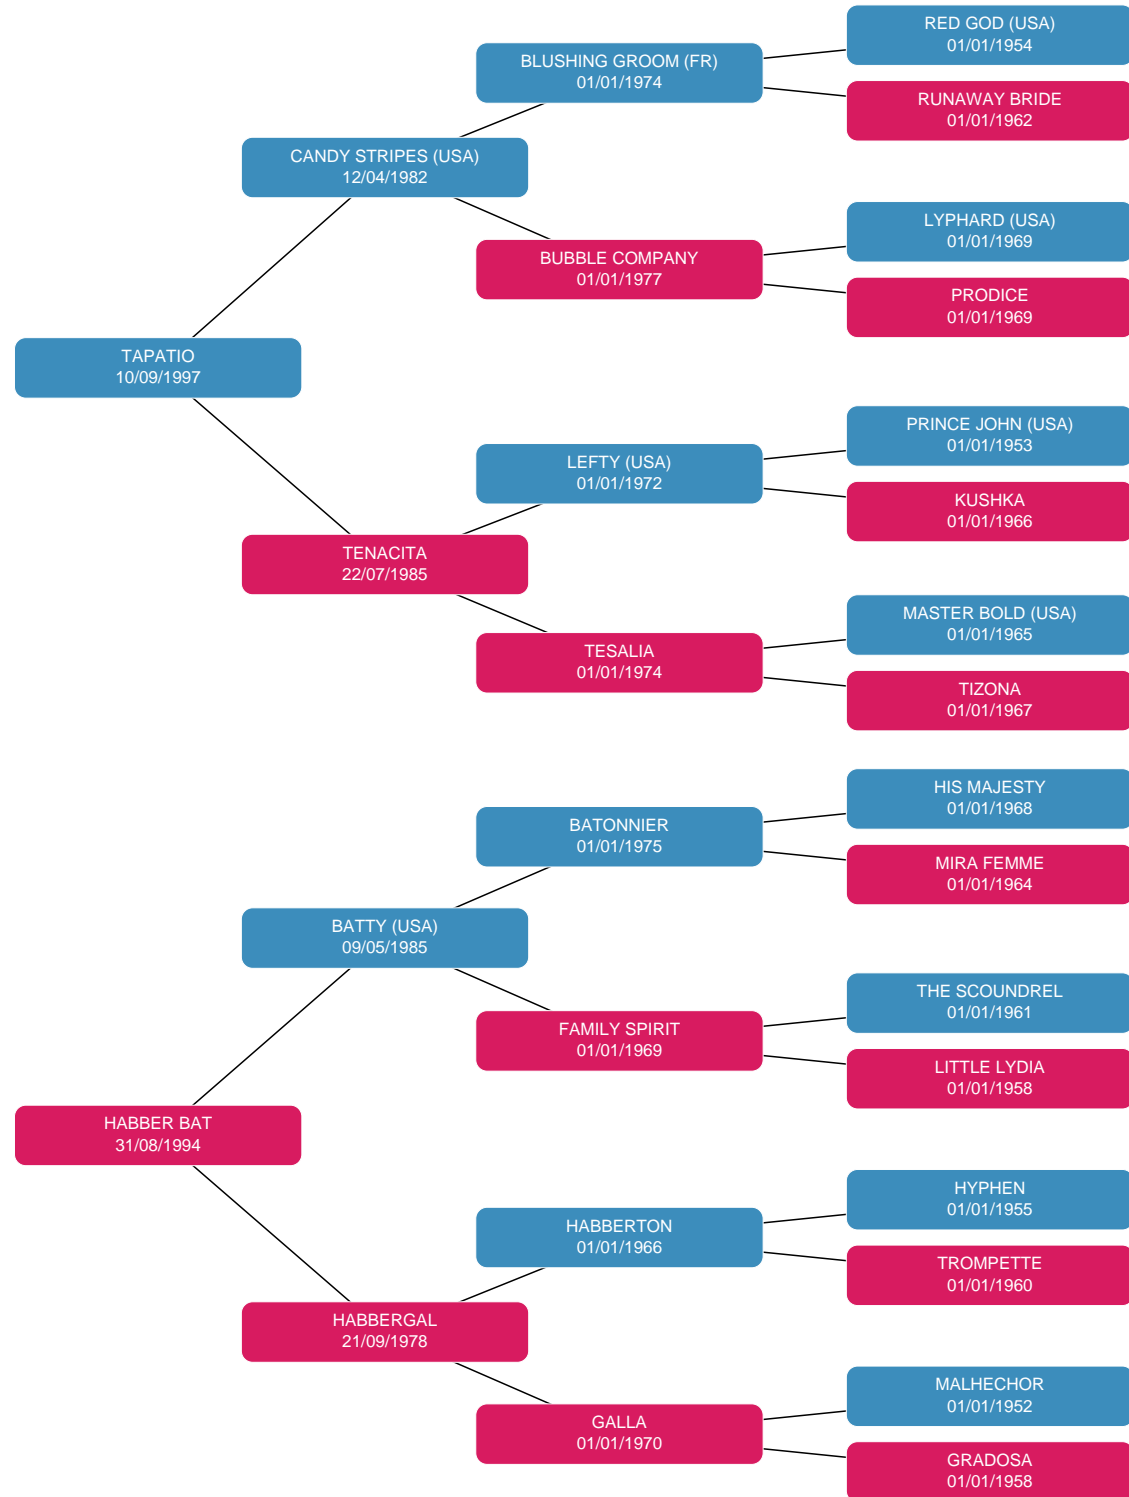 RED GOD (USA)
01/01/1954
BLUSHING GROOM (FR)
01/01/1974
RUNAWAY BRIDE
01/01/1962
CANDY STRIPES (USA)
12/04/1982
LYPHARD (USA)
01/01/1969
BUBBLE COMPANY
01/01/1977
PRODICE
01/01/1969
TAPATIO
10/09/1997
PRINCE JOHN (USA)
01/01/1953
LEFTY (USA)
01/01/1972
KUSHKA
01/01/1966
TENACITA
22/07/1985
MASTER BOLD (USA)
01/01/1965
TESALIA
01/01/1974
TIZONA
01/01/1967
HIS MAJESTY
01/01/1968
BATONNIER
01/01/1975
MIRA FEMME
01/01/1964
BATTY (USA)
09/05/1985
THE SCOUNDREL
01/01/1961
FAMILY SPIRIT
01/01/1969
LITTLE LYDIA
01/01/1958
HABBER BAT
31/08/1994
HYPHEN
01/01/1955
HABBERTON
01/01/1966
TROMPETTE
01/01/1960
HABBERGAL
21/09/1978
MALHECHOR
01/01/1952
GALLA
01/01/1970
GRADOSA
01/01/1958